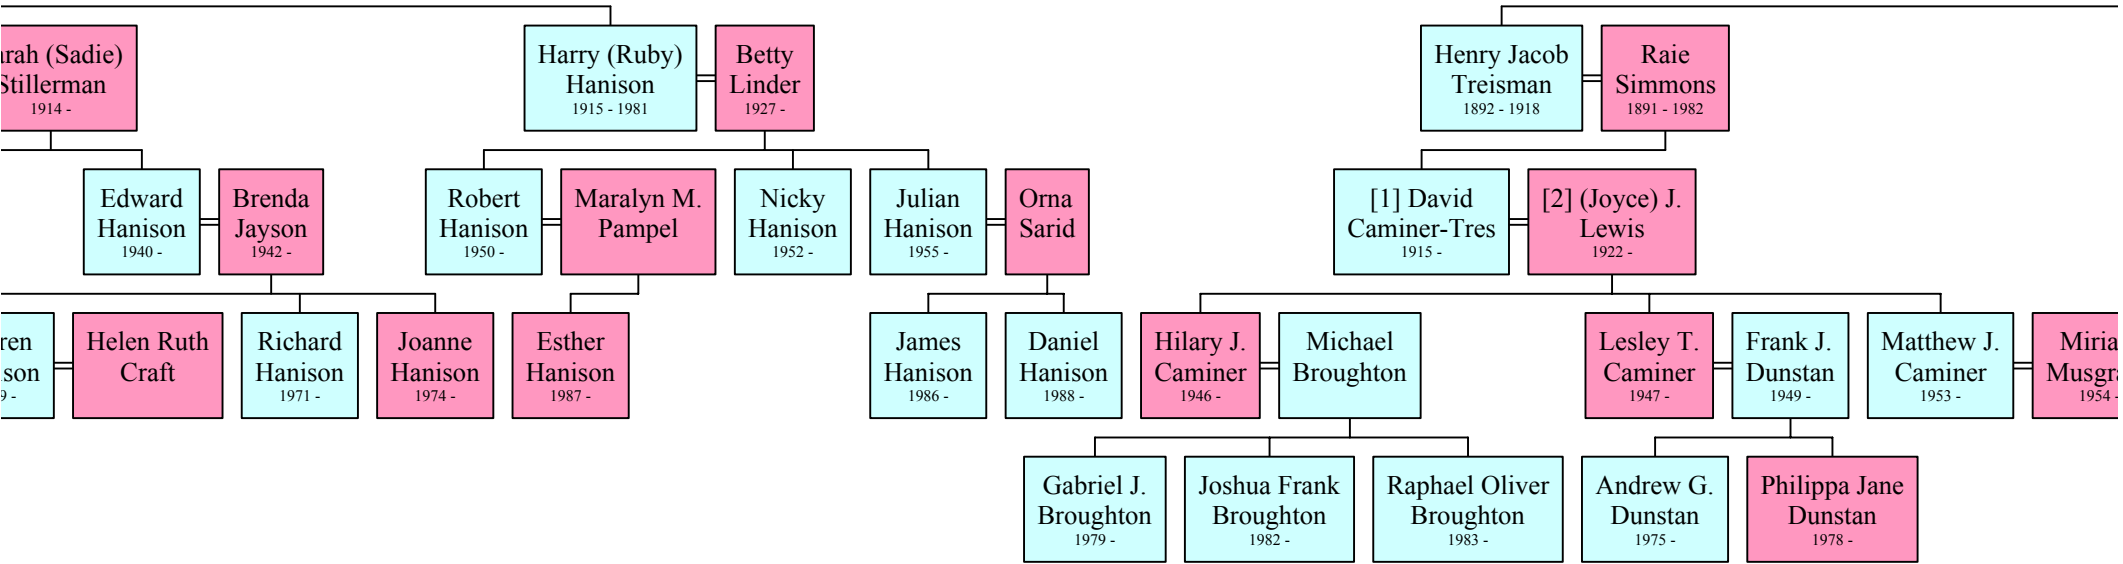 (Sadie)
Stillerman
1914 -
Harry (Ruby)
Hanison
1915 - 1981
Betty
Linder
1927 -
Henry Jacob
Treisman
1892 - 1918
Raie
Simmons
1891 - 1982
Edward
Hanison
1940 -
Brenda
Jayson
1942 -
Robert
Hanison
1950 -
Maralyn M.
Pampel
Nicky
Hanison
1952 -
Julian
Hanison
1955 -
Orna
Sarid
[1] David
Caminer-Tres
1915 -
[2] (Joyce) J.
Lewis
1922 -
Helen Ruth
Craft
Richard
Hanison
1971 -
Joanne
Hanison
1974 -
Esther
Hanison
1987 -
James
Hanison
1986 -
Daniel
Hanison
1988 -
Hilary J.
Caminer
1946 -
Michael
Broughton
Lesley T.
Caminer
1947 -
Frank J.
Dunstan
1949 -
Matthew J.
Caminer
1953 -
1954 -
Gabriel J.
Broughton
1979 -
Joshua Frank
Broughton
1982 -
Raphael Oliver
Broughton
1983 -
Andrew G.
Dunstan
1975 -
Philippa Jane
Dunstan
1978 -